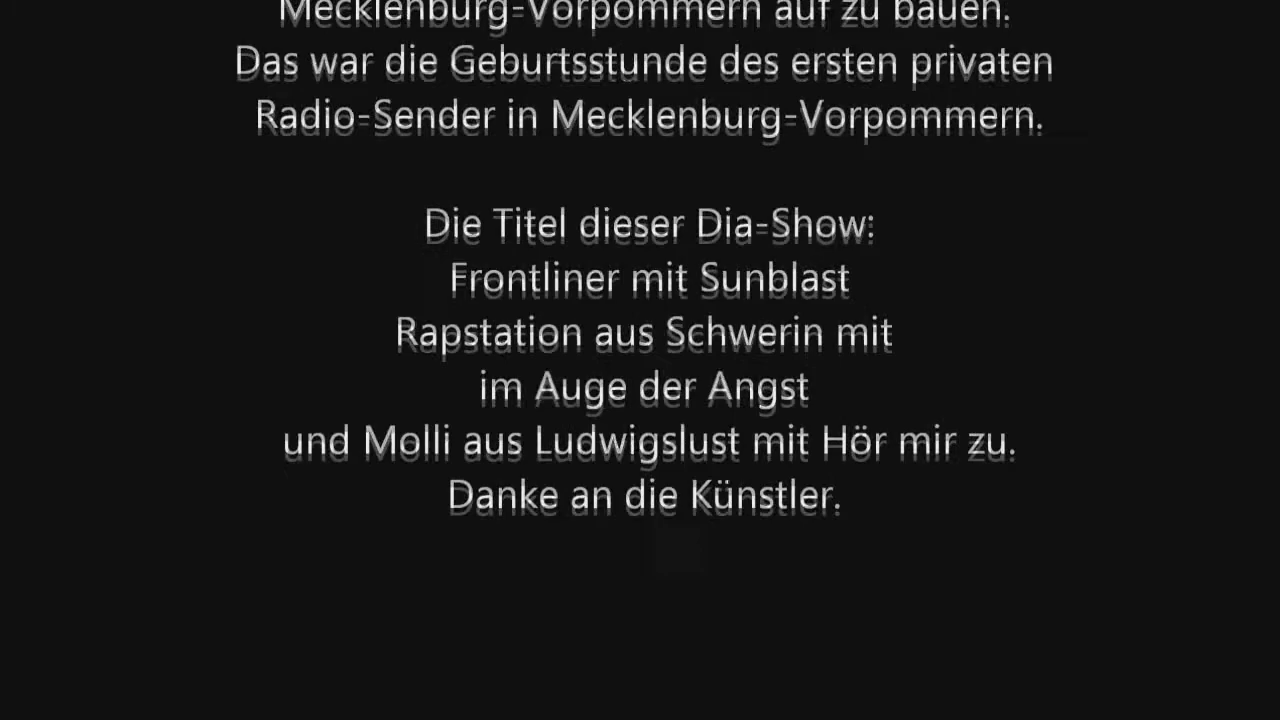 Mecklenburg-Vorpommern auf zu bauen.
Das war die Geburtsstunde des ersten privaten
Radio-Sender in Mecklenburg-Vorpommern.
Die Titel dieser Dia-Show:
Frontliner mit Sunblast
Rapstation aus Schwerin mit
im Auge der Angst
und Molli aus Ludwigslust mit Hör mir zu.
Danke an die Künstler.